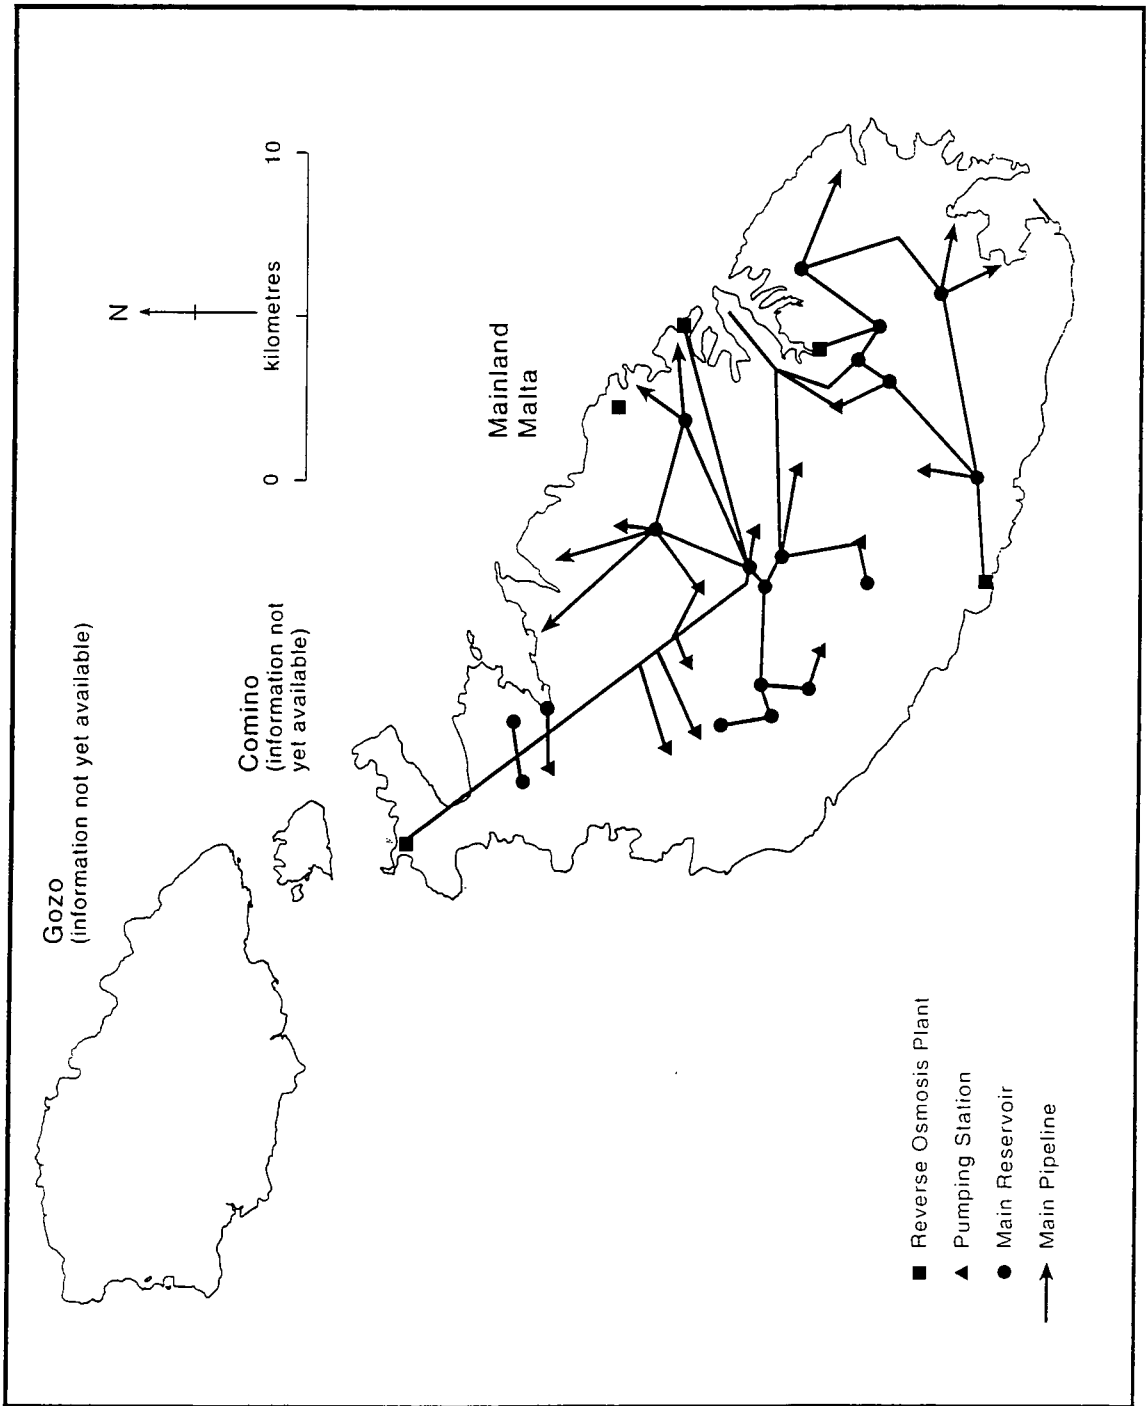 Gozo
(information not yet available)
Comino
(information not
yet available)
Mainland
Malta
N
kilometres
0
10
Reverse Osmosis Plant
Pumping Station
Main Reservoir
Main Pipeline